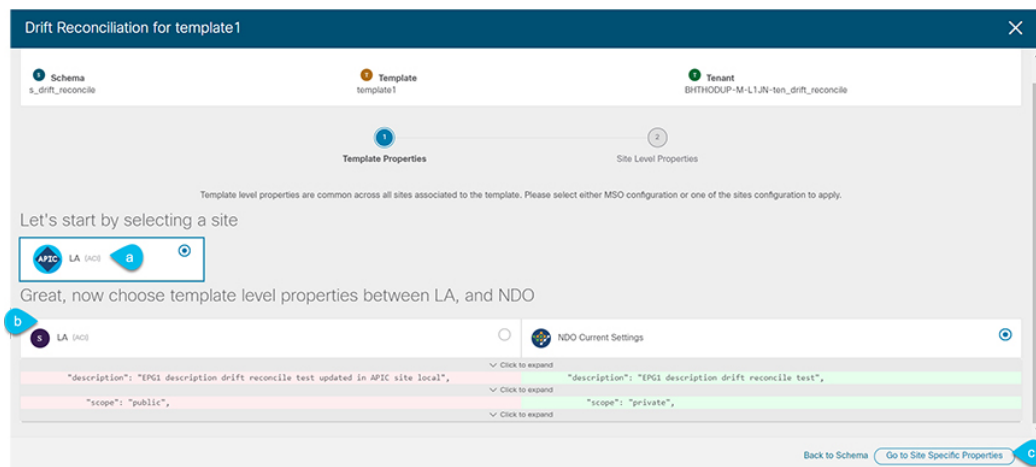 Drift Reconciliation for template1
S Schema
s_drift_reconcile
T Template
template1
T Tenant
BHTHODUP-M-L1JN-ten_drift_reconcile
1
2
Template Properties
Site Level Properties
Template level properties are common across all sites associated to the template. Please select either MSO configuration or one of the sites configuration to apply.
Let's start by selecting a site
APIC LA (ACI) a
Great, now choose template level properties between LA, and NDO
b
S LA (ACI)
NDO Current Settings
Click to expand
"description": "EPG1 description drift reconcile test updated in APIC site local",
"description": "EPG1 description drift reconcile test",
Click to expand
"scope": "public",
"scope": "private",
Click to expand
Back to Schema Go to Site Specific Properties c